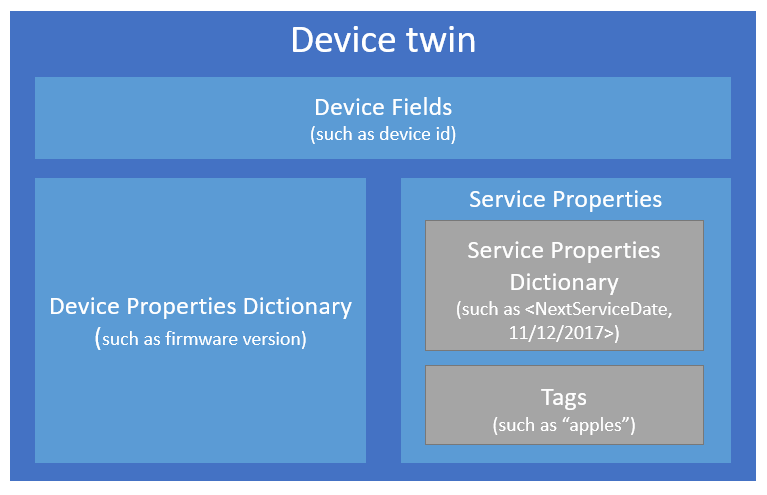 Device twin
Device Fields
(such as device id)
Device Properties Dictionary
(such as firmware version)
Service Properties
Service Properties
Dictionary
(such as <NextServiceDate,
11/12/2017>)
Tags
(such as “apples”)